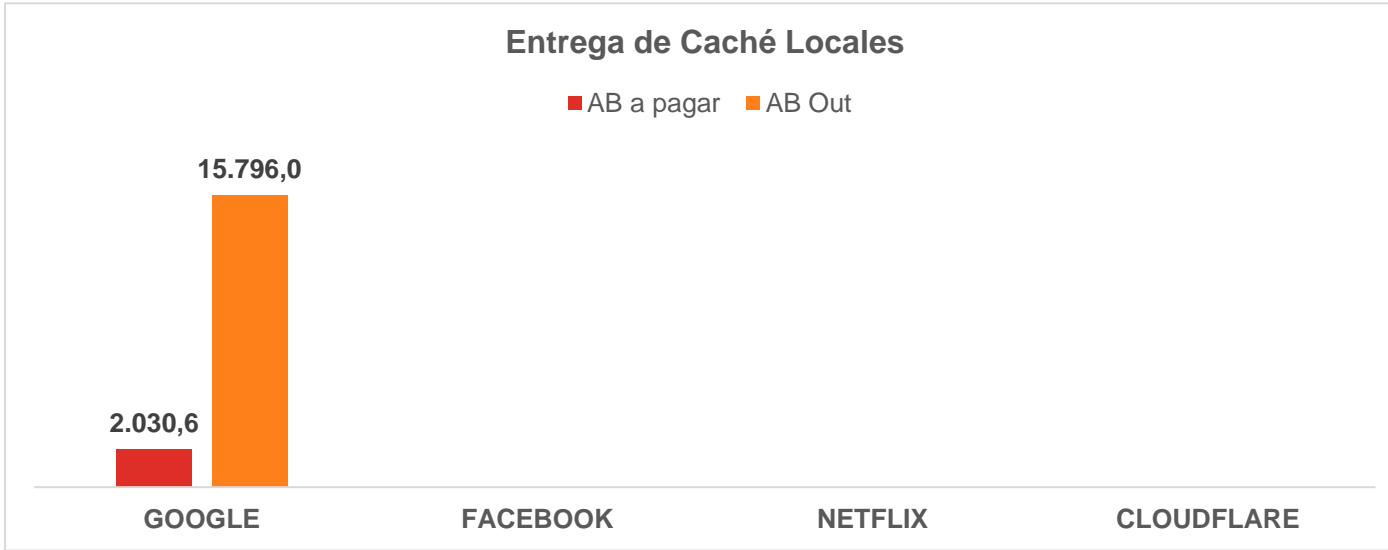 Entrega de Caché Locales
AB a pagar AB Out
15.796,0
2.030,6
GOOGLE FACEBOOK NETFLIX CLOUDFLARE